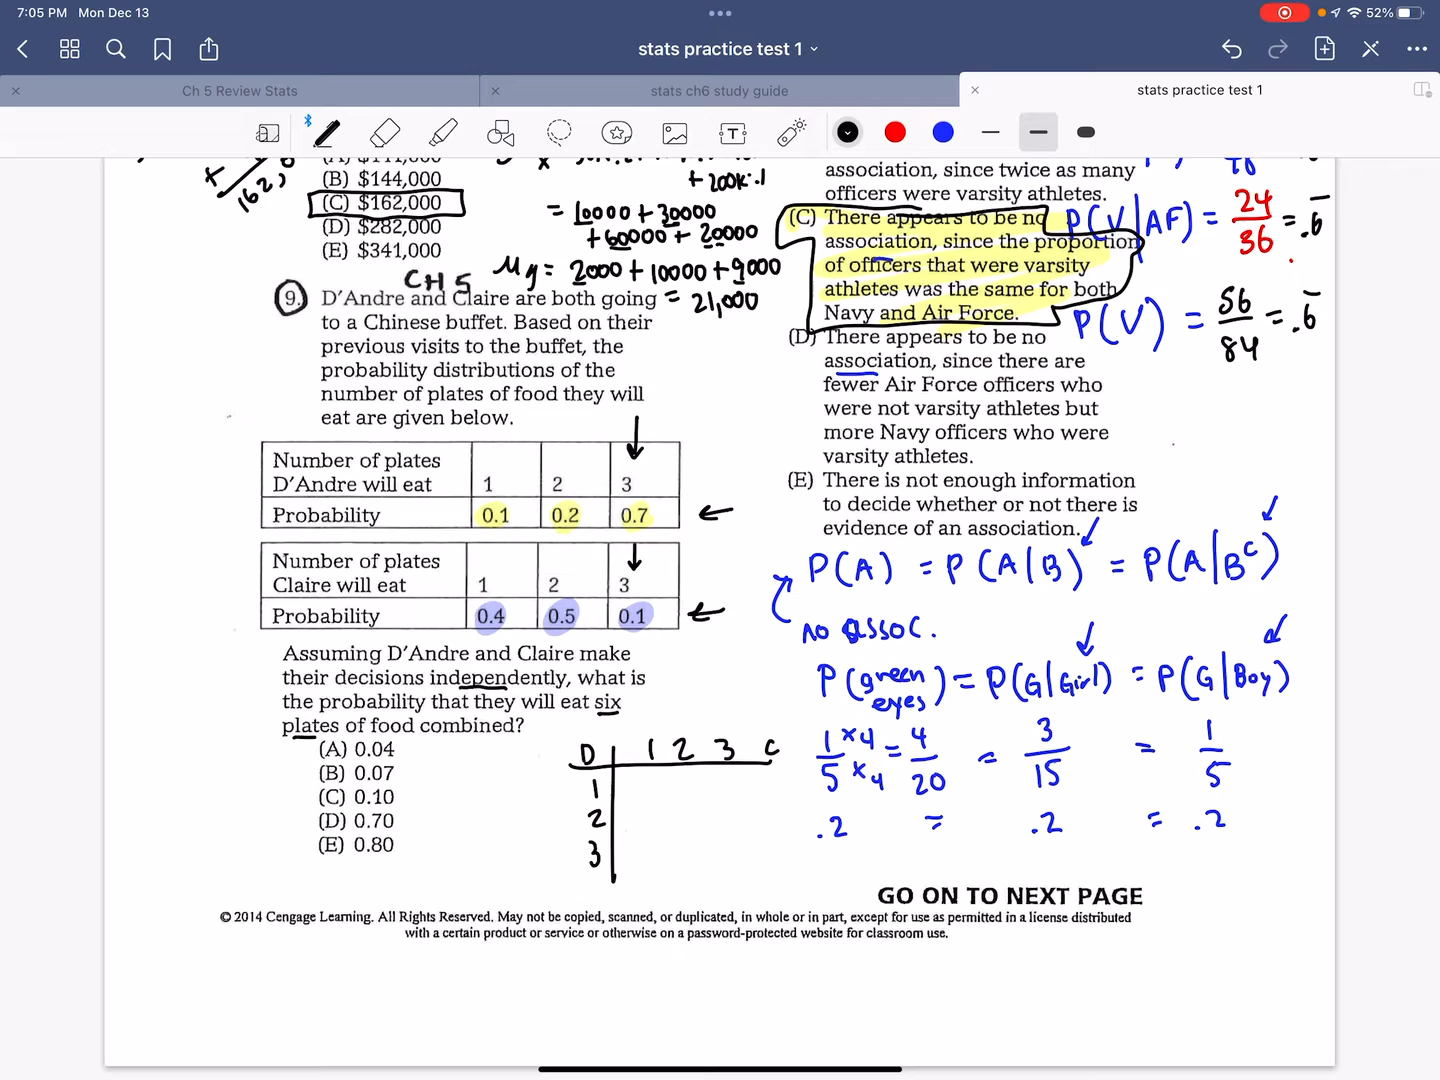 7:05 PM Mon Dec 13
52%
stats practice test 1
Ch 5 Review Stats
stats ch6 study guide
stats practice test 1
+ 162,
(B) $144,000
(C) $162,000
(D) $282,000
(E) $341,000
+ 200K·.1
= 10000 + 30000
+ 60000 + 20000
My = 2000 + 10000 + 9000
= 21,000
CH 5
9. D'Andre and Claire are both going
to a Chinese buffet. Based on their
previous visits to the buffet, the
probability distributions of the
number of plates of food they will
eat are given below.
Number of plates
D'Andre will eat 1 2 3
Probability 0.1 0.2 0.7
Number of plates
Claire will eat 1 2 3
Probability 0.4 0.5 0.1
Assuming D'Andre and Claire make
their decisions independently, what is
the probability that they will eat six
plates of food combined?
(A) 0.04
(B) 0.07
(C) 0.10
(D) 0.70
(E) 0.80
D 1 2 3 C
1
2
3
association, since twice as many
officers were varsity athletes.
(C) There appears to be no
association, since the proportion
of officers that were varsity
athletes was the same for both
Navy and Air Force.
(D) There appears to be no
association, since there are
fewer Air Force officers who
were not varsity athletes but
more Navy officers who were
varsity athletes.
(E) There is not enough information
to decide whether or not there is
evidence of an association.
P(V|AF) = 24/36 = .6̄
P(V) = 56/84 = .6̄
P(A) = P(A|B) = P(A|Bᶜ)
no assoc.
P(green eyes) = P(G|Girl) = P(G|Boy)
1/5 ×4/×4 = 4/20 = 3/15 = 1/5
.2 = .2 = .2
GO ON TO NEXT PAGE
© 2014 Cengage Learning. All Rights Reserved. May not be copied, scanned, or duplicated, in whole or in part, except for use as permitted in a license distributed
with a certain product or service or otherwise on a password-protected website for classroom use.